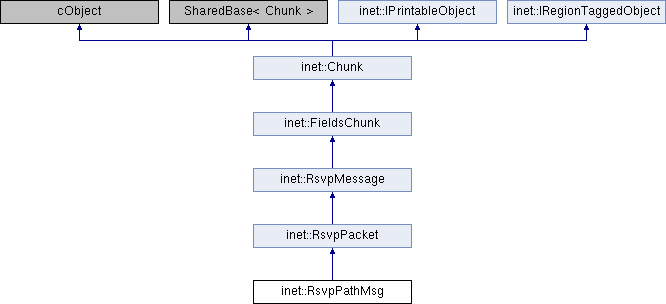 cObject
SharedBase< Chunk >
inet::IPrintableObject
inet::IRegionTaggedObject
inet::Chunk
inet::FieldsChunk
inet::RsvpMessage
inet::RsvpPacket
inet::RsvpPathMsg